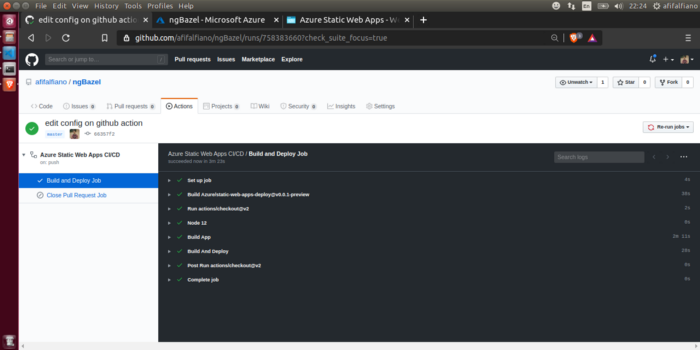 File Edit View History Tools Help 22:24 afifalfiano
edit config on github action ngBazel - Microsoft Azure Azure Static Web Apps - W
github.com/afifalfiano/ngBazel/runs/758383660?check_suite_focus=true
Search or jump to... Pull requests Issues Marketplace Explore
afifalfiano / ngBazel Unwatch 1 Star 0 Fork 0
Code Issues 0 Pull requests 0 Actions Projects 0 Wiki Security 0 Insights Settings
edit config on github action
master 66357f2 Re-run jobs
Azure Static Web Apps CI/CD
on: push
Build and Deploy Job
Close Pull Request Job
Azure Static Web Apps CI/CD / Build and Deploy Job
succeeded now in 3m 23s Search logs
Set up job
Build Azure/static-web-apps-deploy@v0.0.1-preview
Run actions/checkout@v2 2s
Node 12 0s
Build App 2m 11s
Build And Deploy
Post Run actions/checkout@v2 0s
Complete job 0s